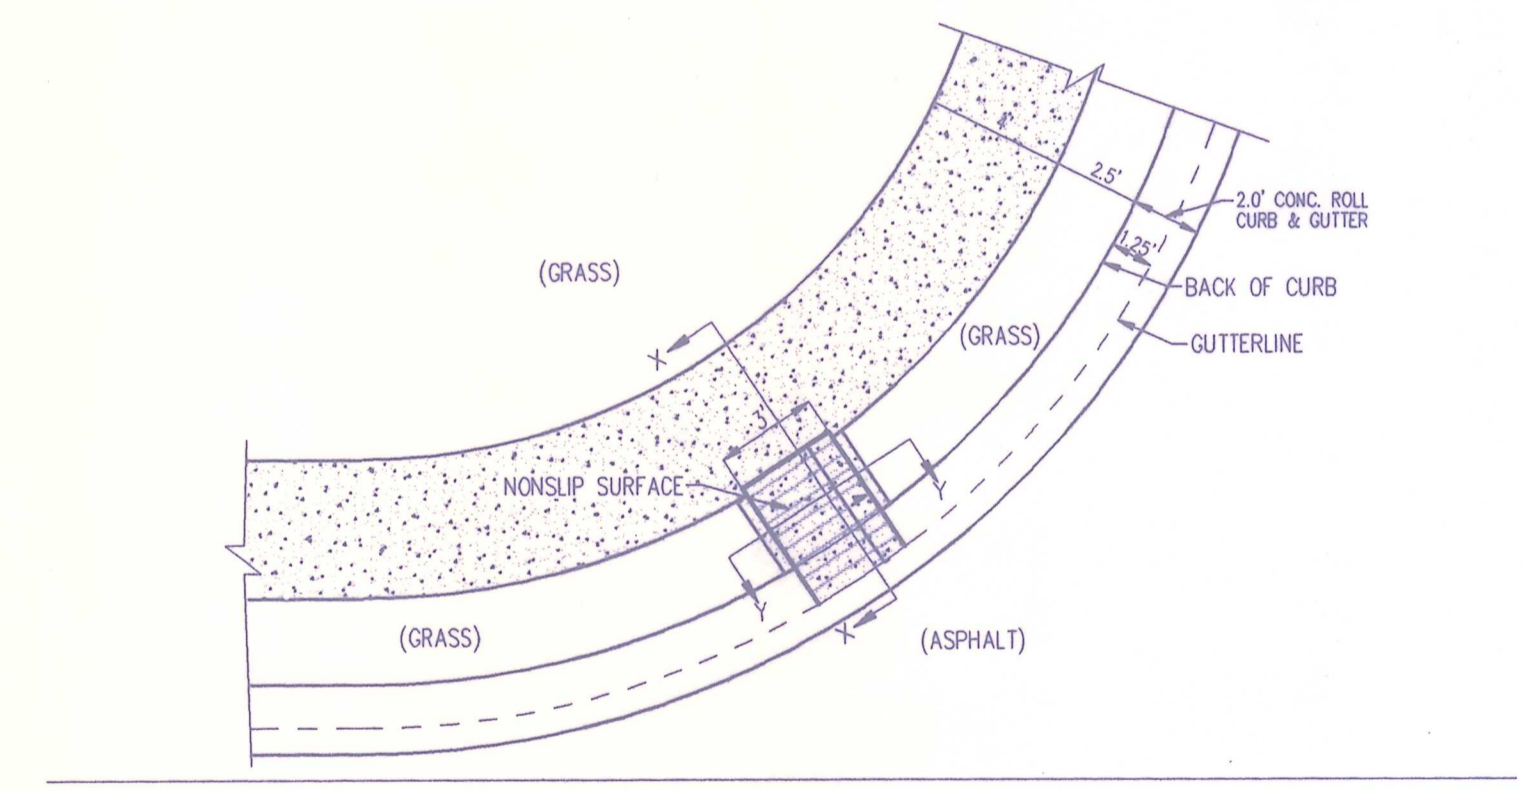 4'
2.5'
2.0' CONC. ROLL
CURB & GUTTER
1.25'
(GRASS)
BACK OF CURB
(GRASS)
GUTTERLINE
X
3'
NONSLIP SURFACE
Y
Y
X
(GRASS)
(ASPHALT)